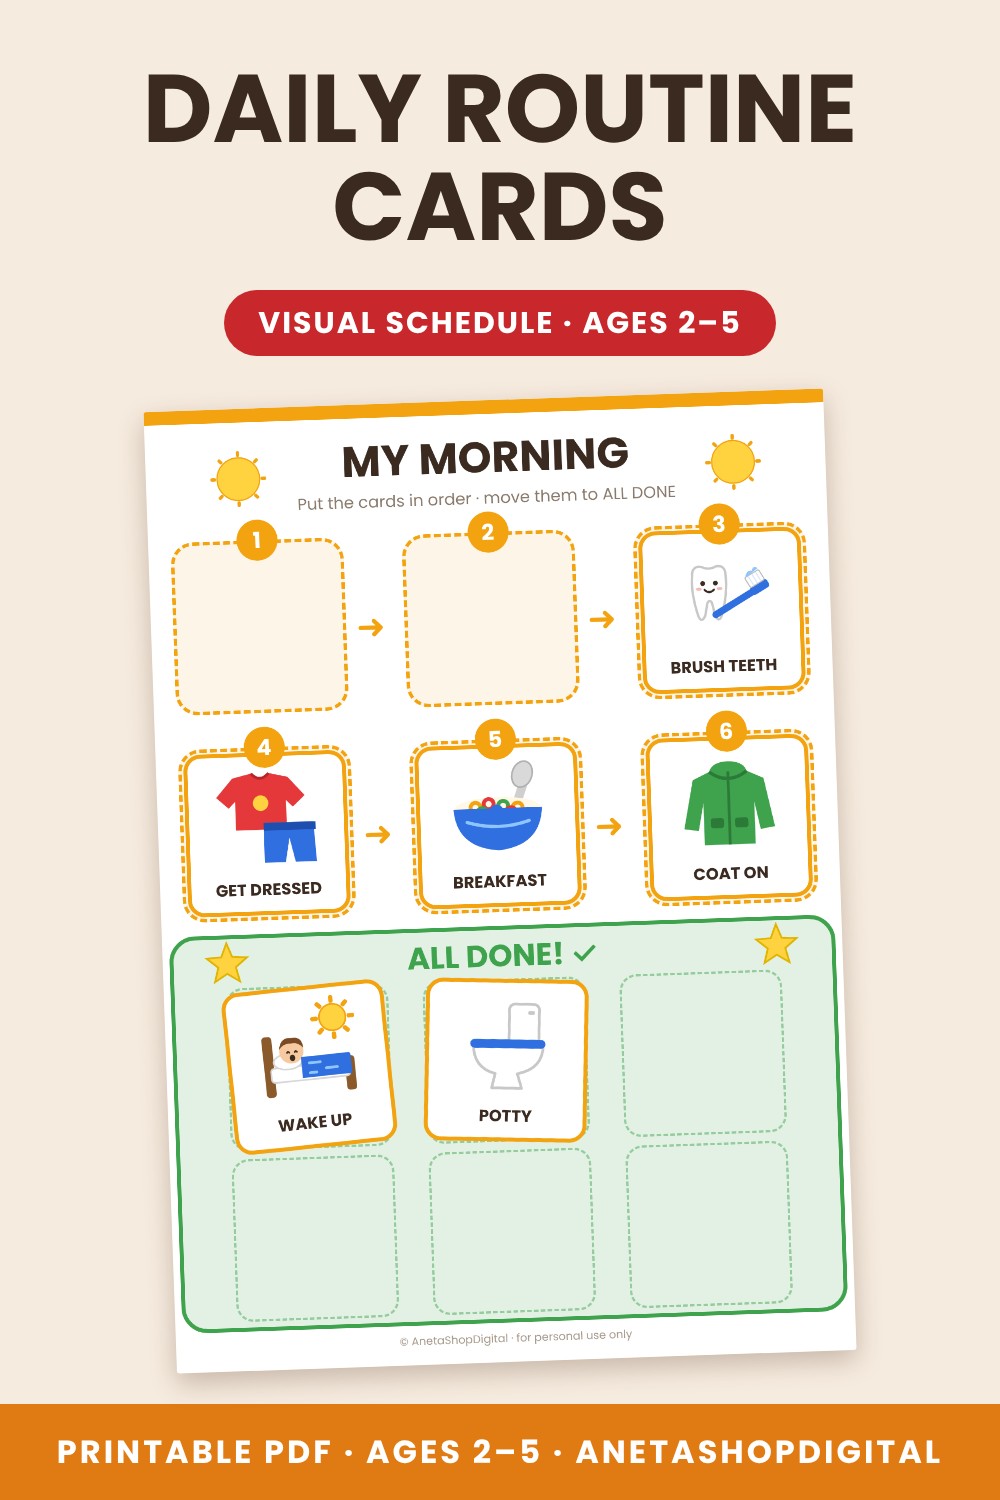 DAILY ROUTINE
CARDS
VISUAL SCHEDULE · AGES 2–5
MY MORNING
Put the cards in order · move them to ALL DONE
1
2
3
BRUSH TEETH
4
5
6
GET DRESSED
BREAKFAST
COAT ON
ALL DONE!
WAKE UP
POTTY
© AnetaShopDigital · for personal use only
PRINTABLE PDF · AGES 2–5 · ANETASHOPDIGITAL